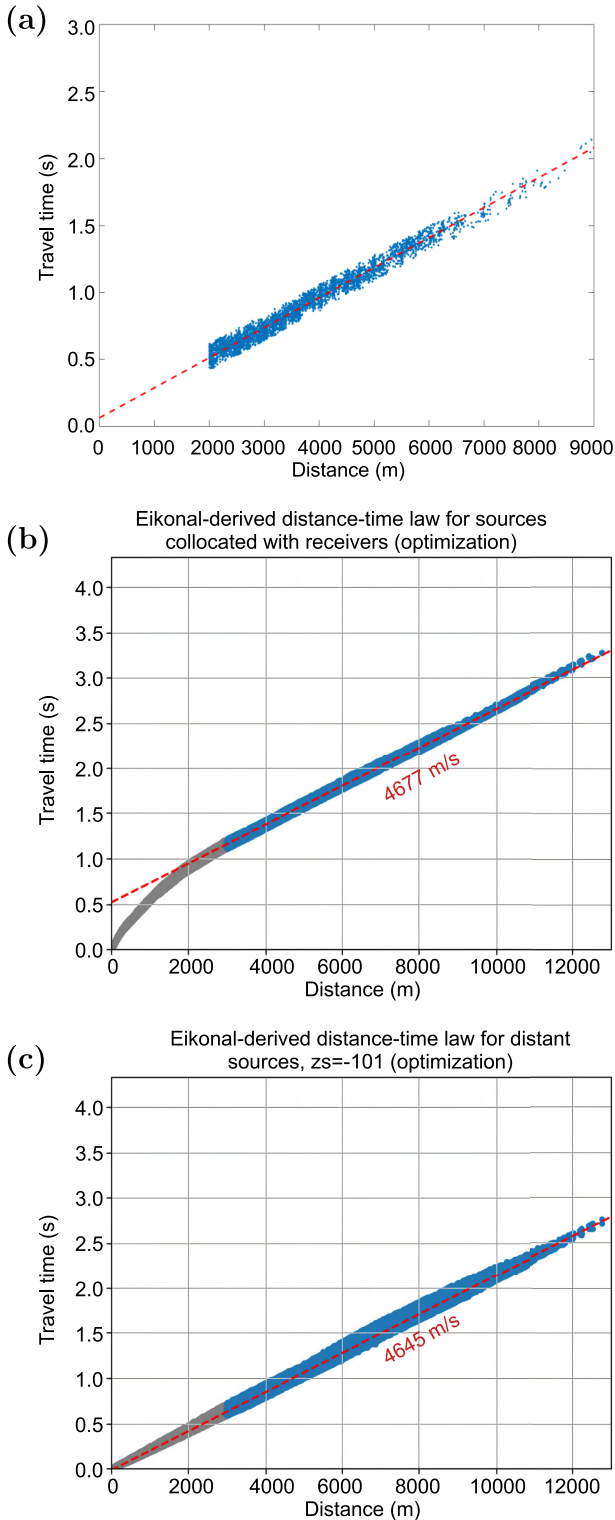 (a)
3.0
2.5
2.0
1.5
1.0
0.5
0.0
Travel time (s)
0 1000 2000 3000 4000 5000 6000 7000 8000 9000
Distance (m)
(b)
Eikonal-derived distance-time law for sources
collocated with receivers (optimization)
4.0
3.5
3.0
2.5
2.0
1.5
1.0
0.5
0.0
Travel time (s)
4677 m/s
0 2000 4000 6000 8000 10000 12000
Distance (m)
(c)
Eikonal-derived distance-time law for distant
sources, zs=-101 (optimization)
4.0
3.5
3.0
2.5
2.0
1.5
1.0
0.5
0.0
Travel time (s)
4645 m/s
0 2000 4000 6000 8000 10000 12000
Distance (m)